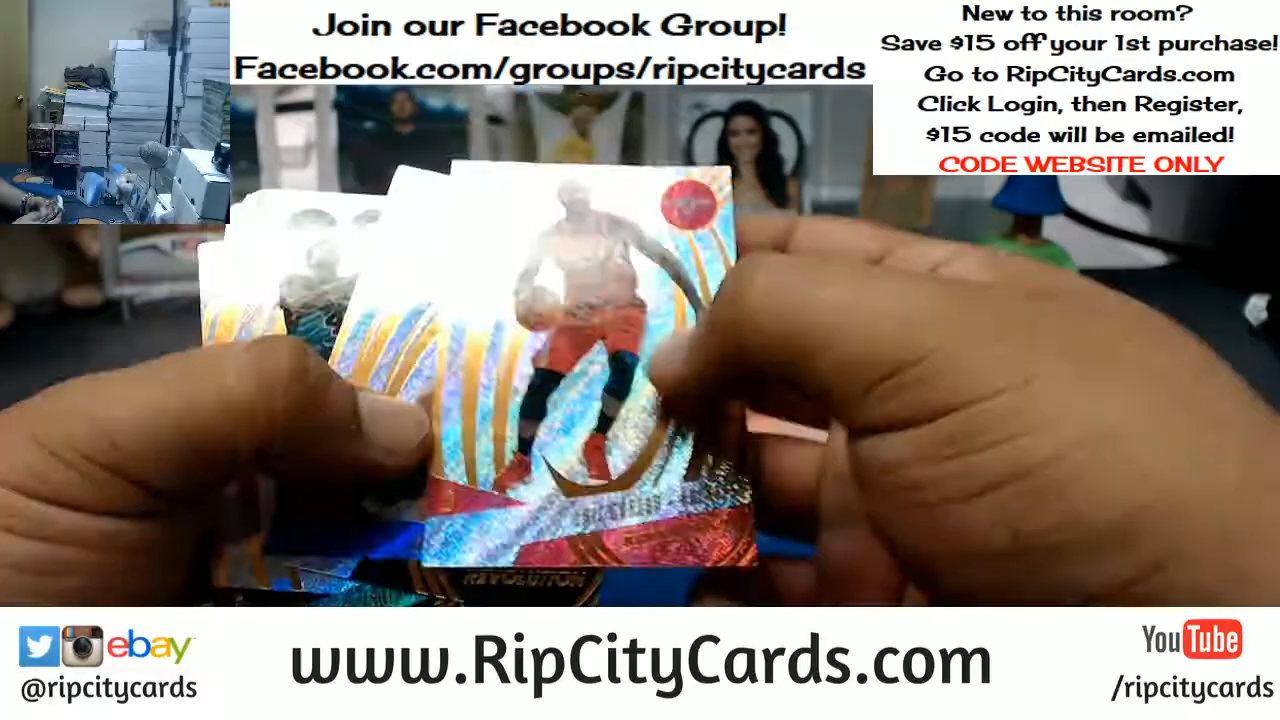 Join our Facebook Group!
Facebook.com/groups/ripcitycards
New to this room?
Save $15 off your 1st purchase!
Go to RipCityCards.com
Click Login, then Register,
$15 code will be emailed!
CODE WEBSITE ONLY
REVOLUTION
ebay
@ripcitycards
www.RipCityCards.com
YouTube
/ripcitycards